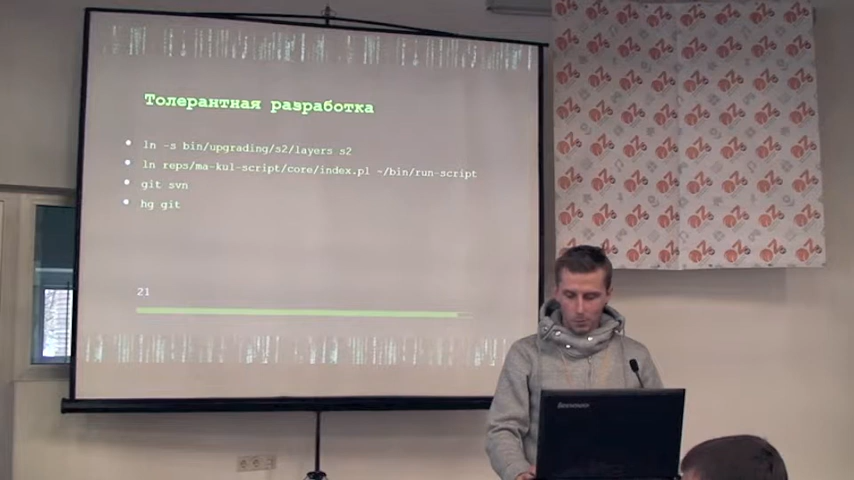 Толерантная разработка
ln -s bin/upgrading/s2/layers s2
ln reps/ma-kul-script/core/index.pl ~/bin/run-script
git svn
hg git
21
Lenovo